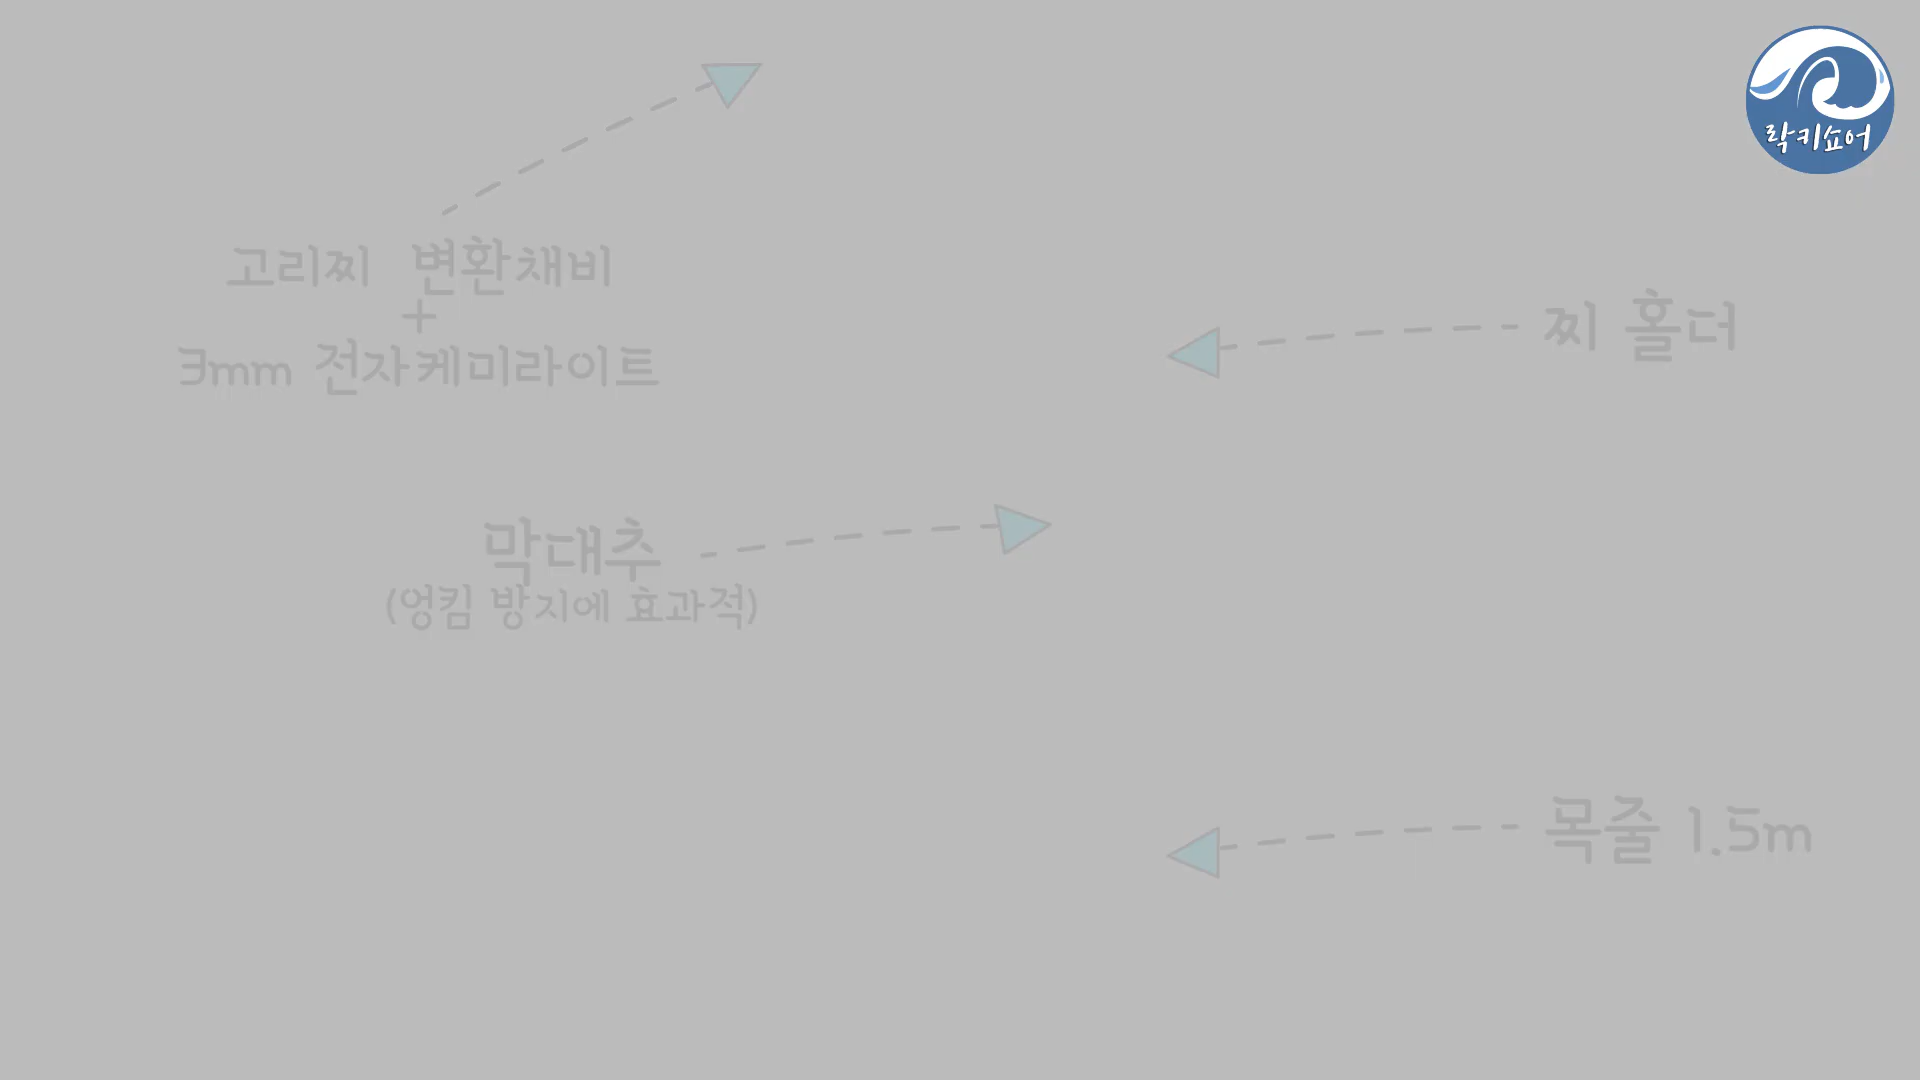 락키쇼어
고리찌 변환채비
+
3mm 전자케미라이트
찌 홀더
막대추
(엉킴 방지에 효과적)
목줄 1.5m